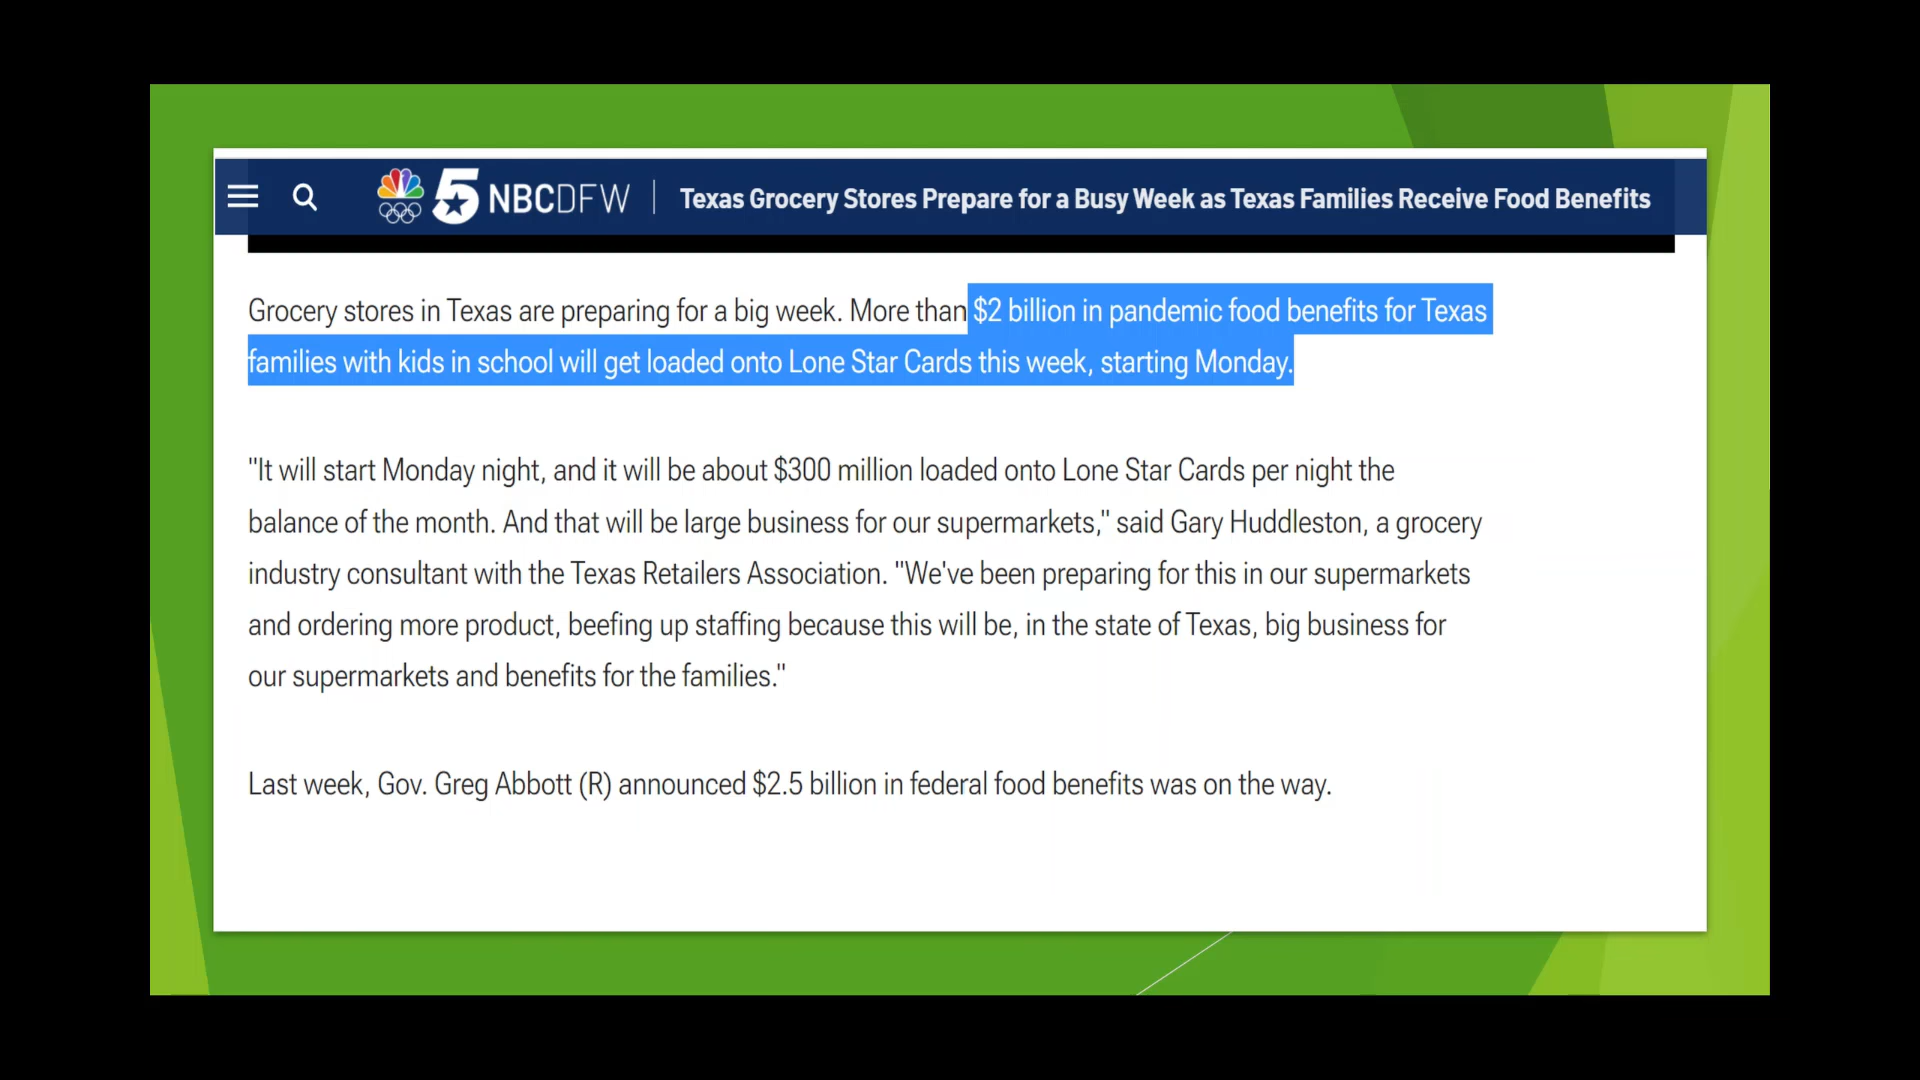 5 NBCDFW Texas Grocery Stores Prepare for a Busy Week as Texas Families Receive Food Benefits
Grocery stores in Texas are preparing for a big week. More than $2 billion in pandemic food benefits for Texas
families with kids in school will get loaded onto Lone Star Cards this week, starting Monday.
"It will start Monday night, and it will be about $300 million loaded onto Lone Star Cards per night the
balance of the month. And that will be large business for our supermarkets," said Gary Huddleston, a grocery
industry consultant with the Texas Retailers Association. "We've been preparing for this in our supermarkets
and ordering more product, beefing up staffing because this will be, in the state of Texas, big business for
our supermarkets and benefits for the families."
Last week, Gov. Greg Abbott (R) announced $2.5 billion in federal food benefits was on the way.